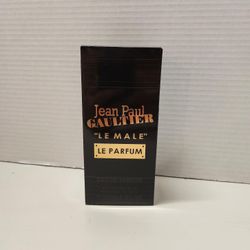 Jean Paul
GAULTIER
"LE MALE"
LE PARFUM